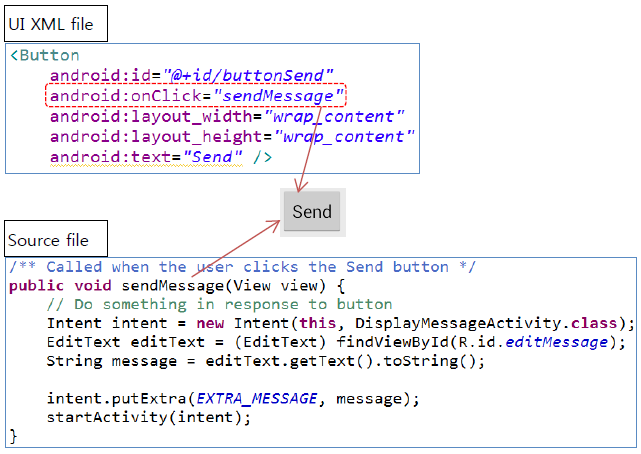 UI XML file
<Button
android:id="@+id/buttonSend"
android:onClick="sendMessage"
android:layout_width="wrap_content"
android:layout_height="wrap_content"
android:text="Send" />
Send
Source file
/** Called when the user clicks the Send button */
public void sendMessage(View view) {
// Do something in response to button
Intent intent = new Intent(this, DisplayMessageActivity.class);
EditText editText = (EditText) findViewById(R.id.editMessage);
String message = editText.getText().toString();
intent.putExtra(EXTRA_MESSAGE, message);
startActivity(intent);
}